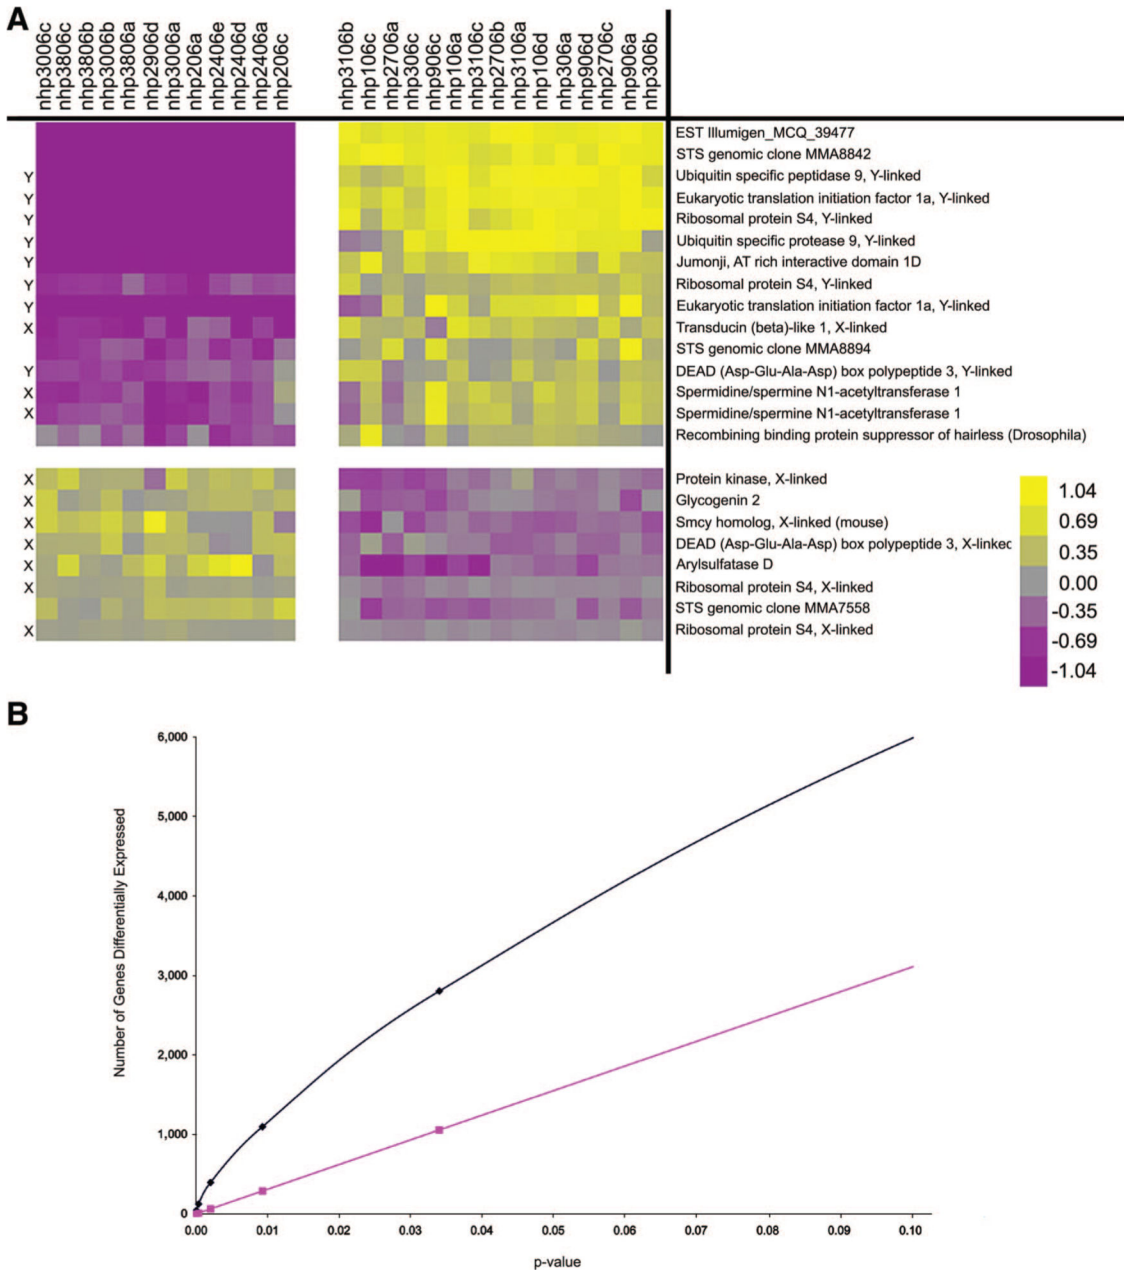 A
nhp3006c
nhp3806c
nhp3806b
nhp3006b
nhp3806a
nhp2906d
nhp3006a
nhp206a
nhp2406e
nhp2406d
nhp2406a
nhp206c
nhp3106b
nhp106c
nhp2706a
nhp306c
nhp906c
nhp106a
nhp3106c
nhp2706b
nhp3106a
nhp106d
nhp306a
nhp906d
nhp2706c
nhp906a
nhp306b
EST Illumigen_MCQ_39477
STS genomic clone MMA8842
Y Ubiquitin specific peptidase 9, Y-linked
Y Eukaryotic translation initiation factor 1a, Y-linked
Y Ribosomal protein S4, Y-linked
Y Ubiquitin specific protease 9, Y-linked
Y Jumonji, AT rich interactive domain 1D
Y Ribosomal protein S4, Y-linked
Y Eukaryotic translation initiation factor 1a, Y-linked
X Transducin (beta)-like 1, X-linked
STS genomic clone MMA8894
Y DEAD (Asp-Glu-Ala-Asp) box polypeptide 3, Y-linked
X Spermidine/spermine N1-acetyltransferase 1
X Spermidine/spermine N1-acetyltransferase 1
Recombining binding protein suppressor of hairless (Drosophila)
X Protein kinase, X-linked
X Glycogenin 2
X Smcy homolog, X-linked (mouse)
X DEAD (Asp-Glu-Ala-Asp) box polypeptide 3, X-linked
X Arylsulfatase D
X Ribosomal protein S4, X-linked
STS genomic clone MMA7558
X Ribosomal protein S4, X-linked
1.04
0.69
0.35
0.00
-0.35
-0.69
-1.04
B
Number of Genes Differentially Expressed
6,000
5,000
4,000
3,000
2,000
1,000
0
0.00 0.01 0.02 0.03 0.04 0.05 0.06 0.07 0.08 0.09 0.10
p-value